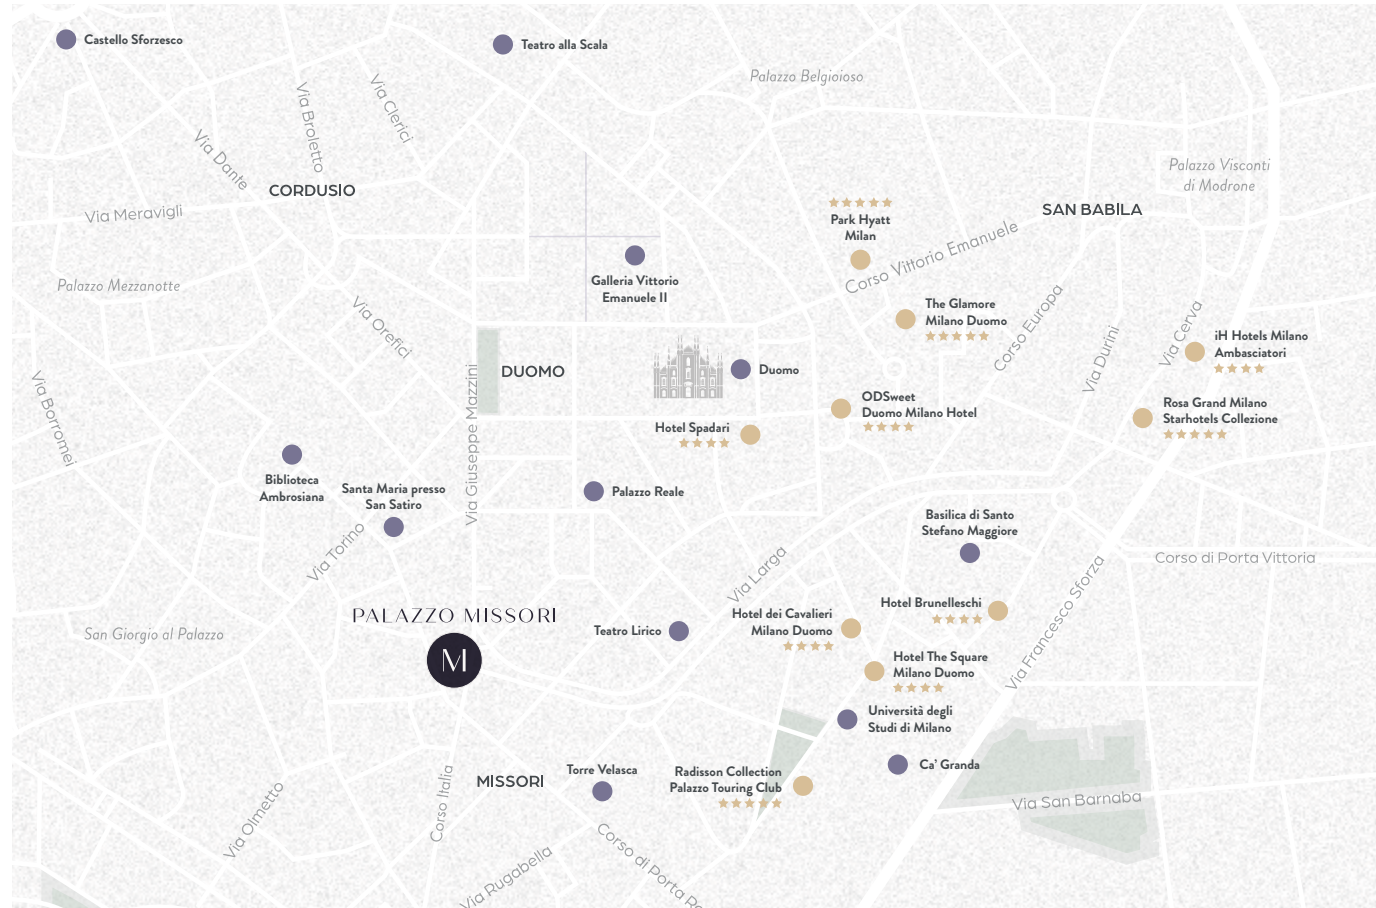 Castello Sforzesco
Teatro alla Scala
Palazzo Belgioioso
Via Broletto
Via Clerici
Via Dante
CORDUSIO
Palazzo Visconti
di Modrone
Via Meravigli
SAN BABILA
Park Hyatt
Milan
Corso Vittorio Emanuele
Galleria Vittorio
Emanuele II
Palazzo Mezzanotte
Via Orefici
The Glamore
Milano Duomo
Corso Europa
Via Durini
Via Cerva
iH Hotels Milano
Ambasciatori
DUOMO
Duomo
Via Borromei
Via Giuseppe Mazzini
ODSweet
Duomo Milano Hotel
Rosa Grand Milano
Starhotels Collezione
Hotel Spadari
Biblioteca
Ambrosiana
Santa Maria presso
San Satiro
Palazzo Reale
Basilica di Santo
Stefano Maggiore
Via Torino
Via Larga
Corso di Porta Vittoria
Via Francesco Sforza
PALAZZO MISSORI
M
San Giorgio al Palazzo
Teatro Lirico
Hotel dei Cavalieri
Milano Duomo
Hotel Brunelleschi
Hotel The Square
Milano Duomo
Università degli
Studi di Milano
Ca' Granda
MISSORI
Torre Velasca
Radisson Collection
Palazzo Touring Club
Via San Barnaba
Via Olmetto
Corso Italia
Via Rugabella
Corso di Porta Ro